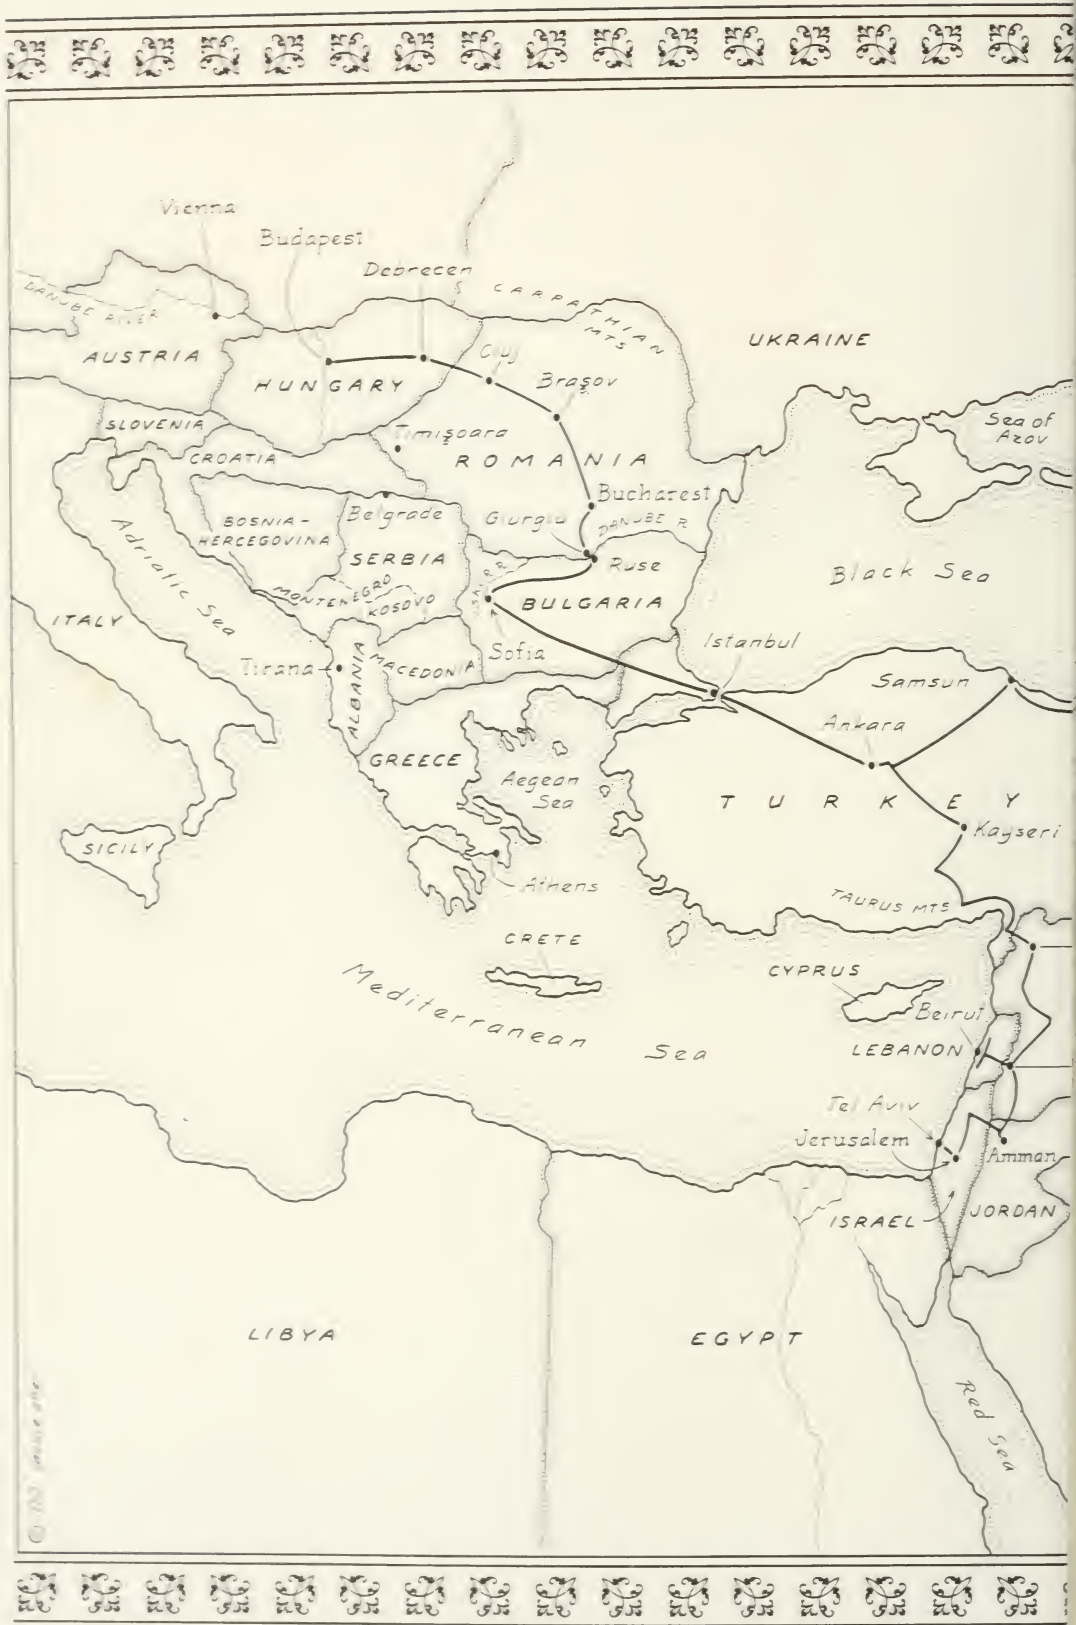 Vienna
Budapest
Debrecen
CARPATHIAN
MTS
DANUBE RIVER
UKRAINE
AUSTRIA
HUNGARY
Cluj
Braşov
SLOVENIA
CROATIA
Timişoara
ROMANIA
Sea of
Azov
Bucharest
BOSNIA-
HERCEGOVINA
Belgrade
Giurgiu
DANUBE R
Adriatic Sea
SERBIA
Ruse
Black Sea
MONTENEGRO
KOSOVO
BULGARIA
ITALY
Tirana
ALBANIA
MACEDONIA
Sofia
Istanbul
Samsun
Ankara
GREECE
Aegean
Sea
TURKEY
Kayseri
SICILY
Athens
TAURUS MTS
CRETE
CYPRUS
Mediterranean Sea
Beirut
LEBANON
Tel Aviv
Jerusalem
Amman
ISRAEL
JORDAN
LIBYA
EGYPT
Red Sea